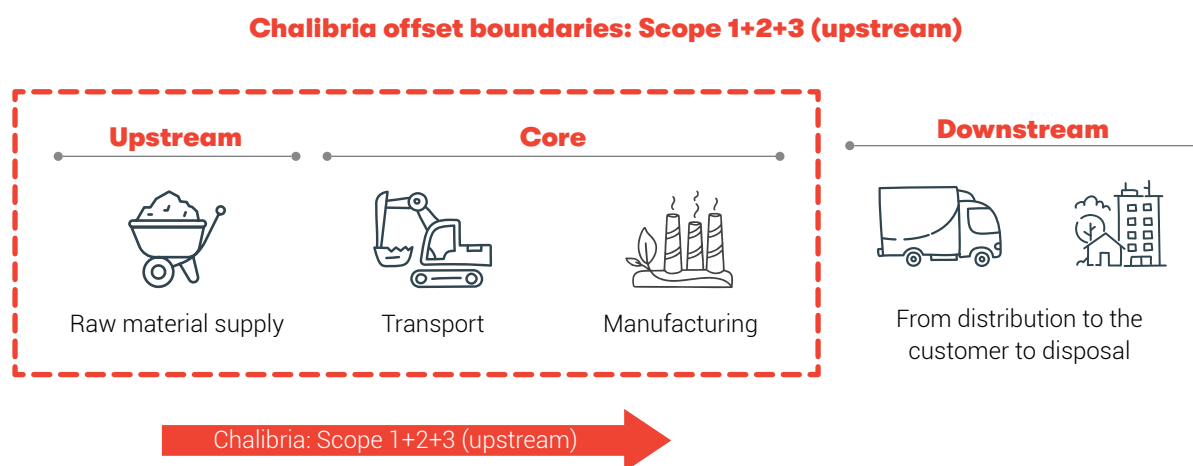 Chalibria offset boundaries: Scope 1+2+3 (upstream)
Upstream
Core
Downstream
Raw material supply
Transport
Manufacturing
From distribution to the
customer to disposal
Chalibria: Scope 1+2+3 (upstream)